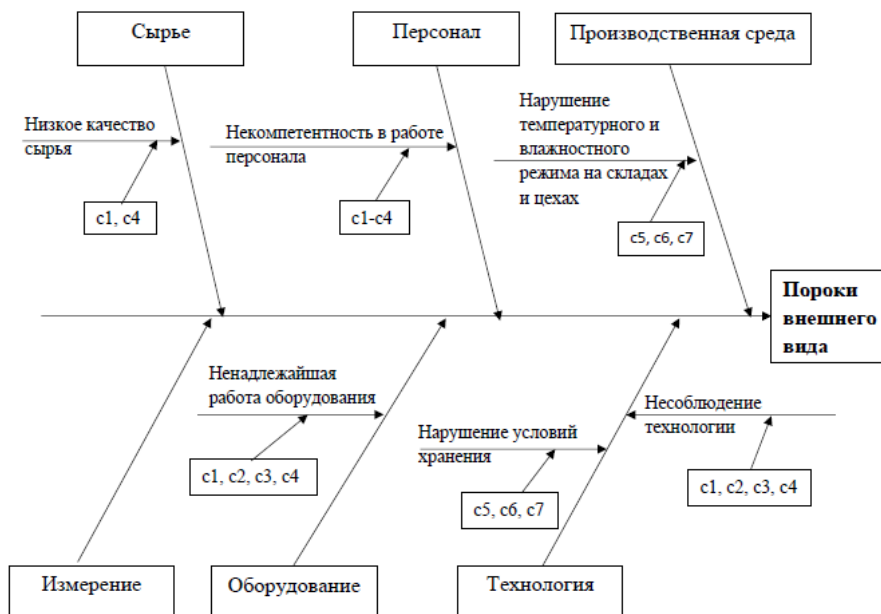 Сырье
Персонал
Производственная среда
Низкое качество
сырья
с1, с4
Некомпетентность в работе
персонала
с1-с4
Нарушение
температурного и
влажностного
режима на складах
и цехах
с5, с6, с7
Пороки
внешнего
вида
Ненадлежайшая
работа оборудования
с1, с2, с3, с4
Нарушение условий
хранения
с5, с6, с7
Несоблюдение
технологии
с1, с2, с3, с4
Измерение
Оборудование
Технология